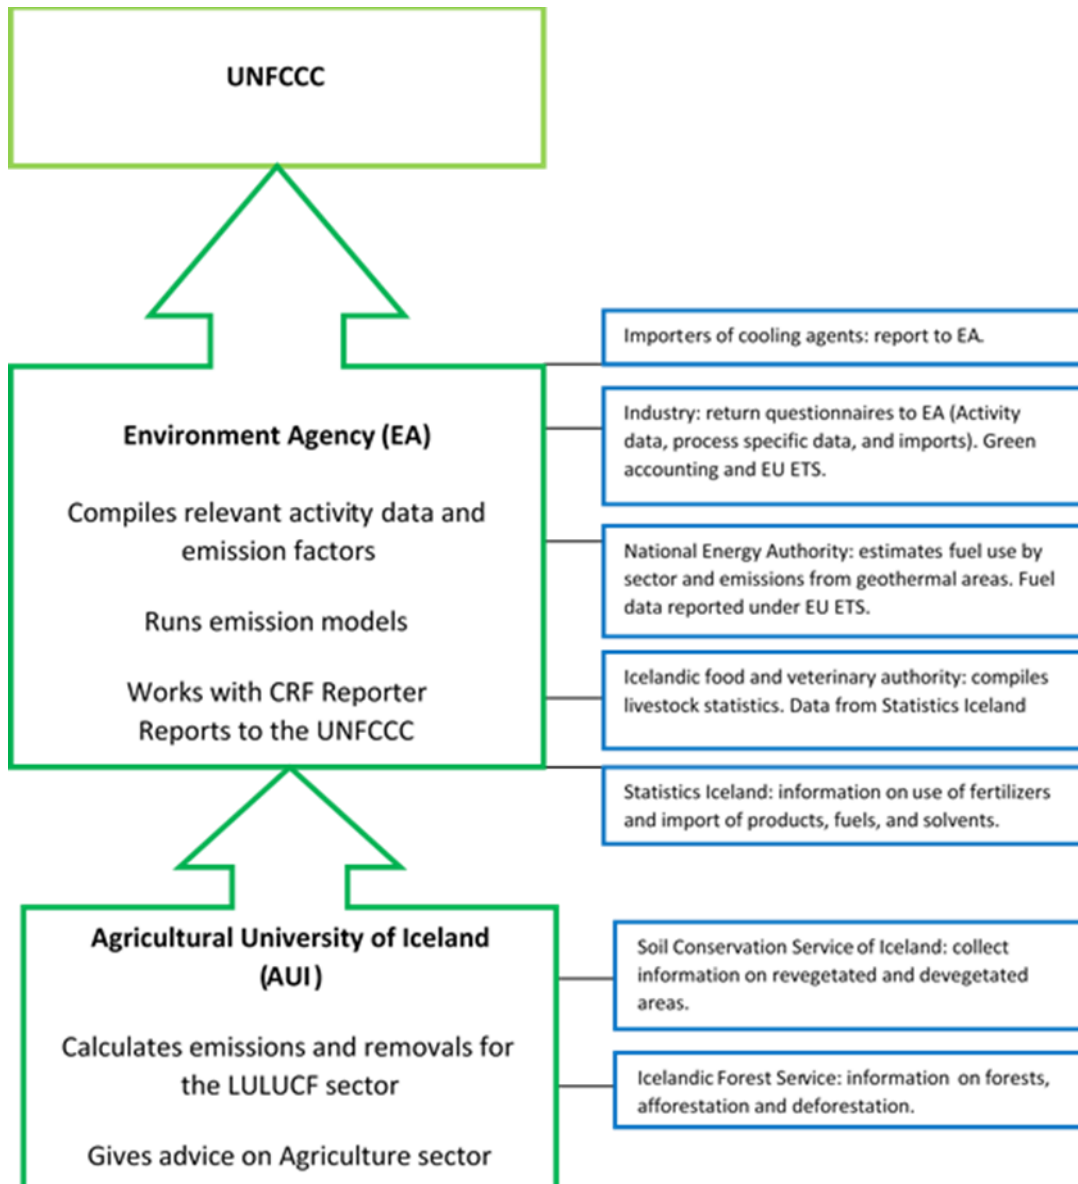 UNFCCC
Environment Agency (EA)
Compiles relevant activity data and
emission factors
Runs emission models
Works with CRF Reporter
Reports to the UNFCCC
Importers of cooling agents: report to EA.
Industry: return questionnaires to EA (Activity
data, process specific data, and imports). Green
accounting and EU ETS.
National Energy Authority: estimates fuel use by
sector and emissions from geothermal areas. Fuel
data reported under EU ETS.
Icelandic food and veterinary authority: compiles
livestock statistics. Data from Statistics Iceland
Statistics Iceland: information on use of fertilizers
and import of products, fuels, and solvents.
Agricultural University of Iceland
(AUI)
Calculates emissions and removals for
the LULUCF sector
Gives advice on Agriculture sector
Soil Conservation Service of Iceland: collect
information on revegetated and devegetated
areas.
Icelandic Forest Service: information on forests,
afforestation and deforestation.